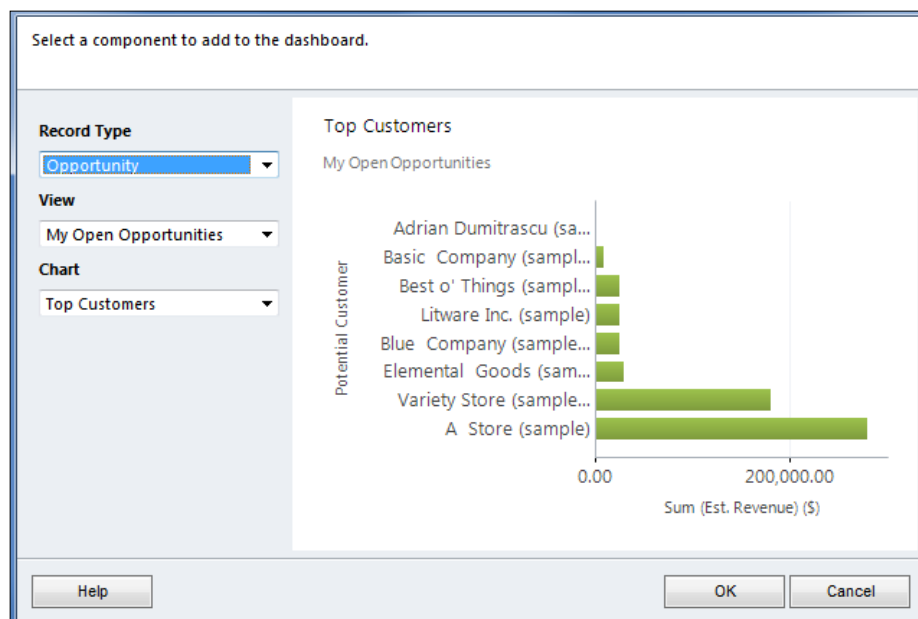 Select a component to add to the dashboard.
Record Type
Opportunity
View
My Open Opportunities
Chart
Top Customers
Top Customers
My Open Opportunities
Potential Customer
Adrian Dumitrascu (sa...
Basic  Company (sampl...
Best o' Things (sampl...
Litware Inc. (sample)
Blue  Company (sample...
Elemental  Goods (sam...
Variety Store (sample...
A  Store (sample)
0.00
200,000.00
Sum (Est. Revenue) ($)
Help
OK
Cancel